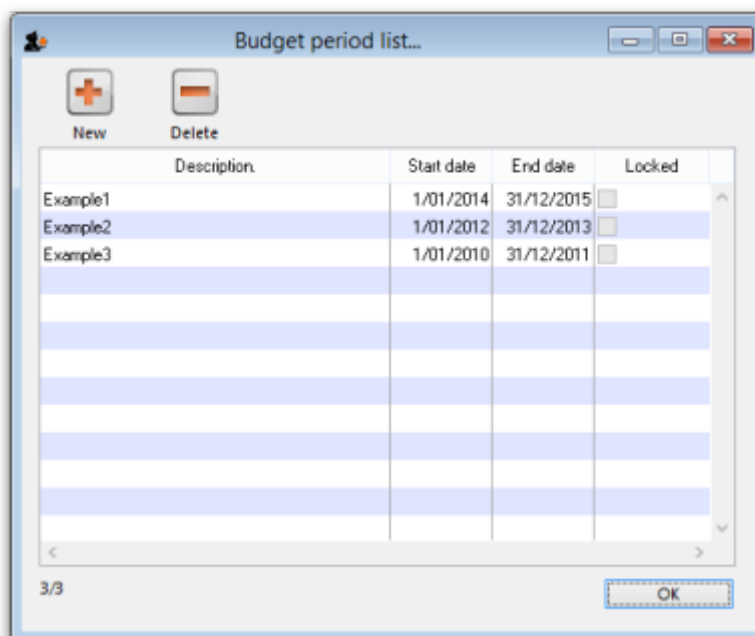 Budget period list...
New Delete
Description. Start date End date Locked
Example1 1/01/2014 31/12/2015
Example2 1/01/2012 31/12/2013
Example3 1/01/2010 31/12/2011
3/3 OK